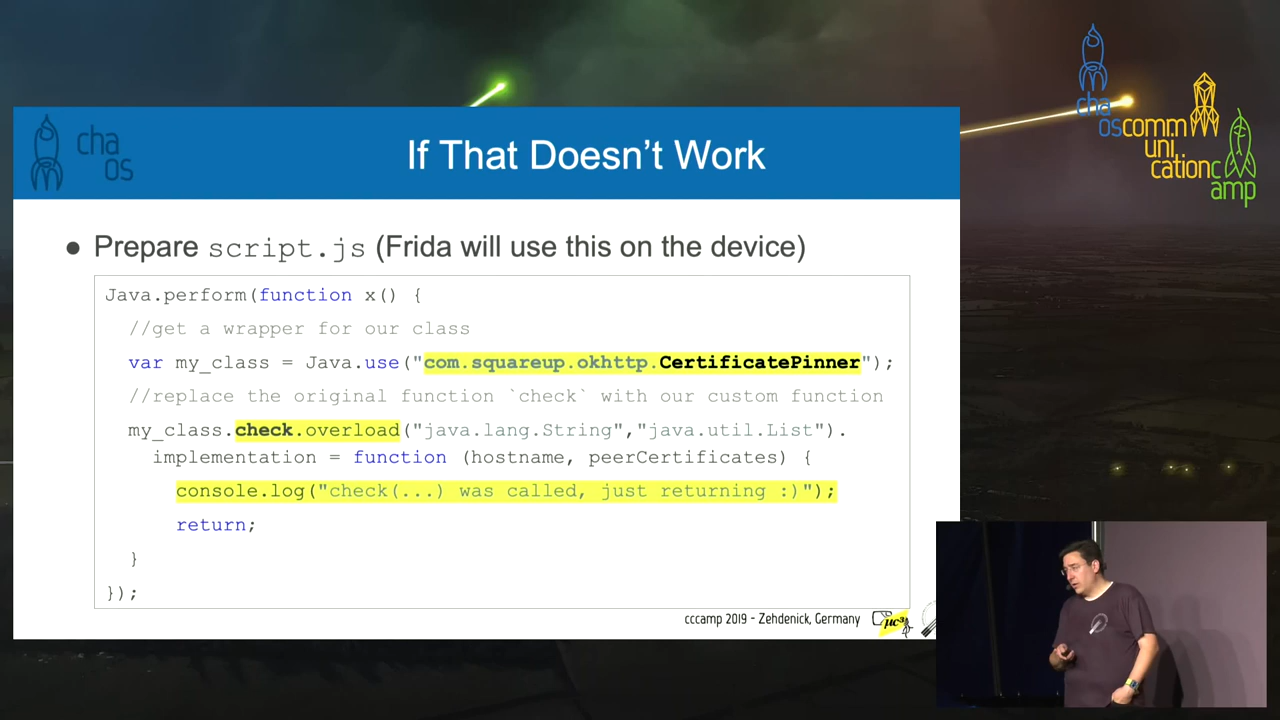 cha
os
comm
uni
cationc
amp
cha
os
If That Doesn't Work
● Prepare script.js (Frida will use this on the device)
Java.perform(function x() {
//get a wrapper for our class
var my_class = Java.use("com.squareup.okhttp.CertificatePinner");
//replace the original function `check` with our custom function
my_class.check.overload("java.lang.String","java.util.List").
implementation = function (hostname, peerCertificates) {
console.log("check(...) was called, just returning :)");
return;
}
});
cccamp 2019 - Zehdenick, Germany
µc³